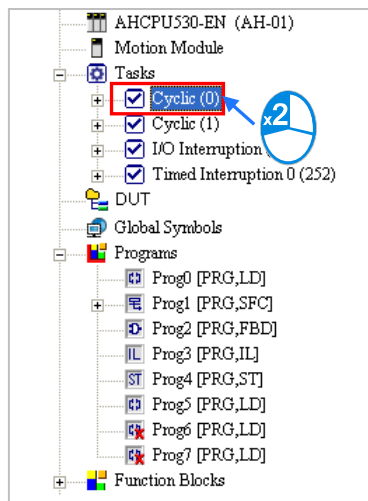 AHCPU530-EN (AH-01)
Motion Module
Tasks
Cyclic (0)
x2
Cyclic (1)
I/O Interruption (
Timed Interruption 0 (252)
DUT
Global Symbols
Programs
Prog0 [PRG,LD]
Prog1 [PRG,SFC]
Prog2 [PRG,FBD]
IL Prog3 [PRG,IL]
ST Prog4 [PRG,ST]
Prog5 [PRG,LD]
Prog6 [PRG,LD]
Prog7 [PRG,LD]
Function Blocks